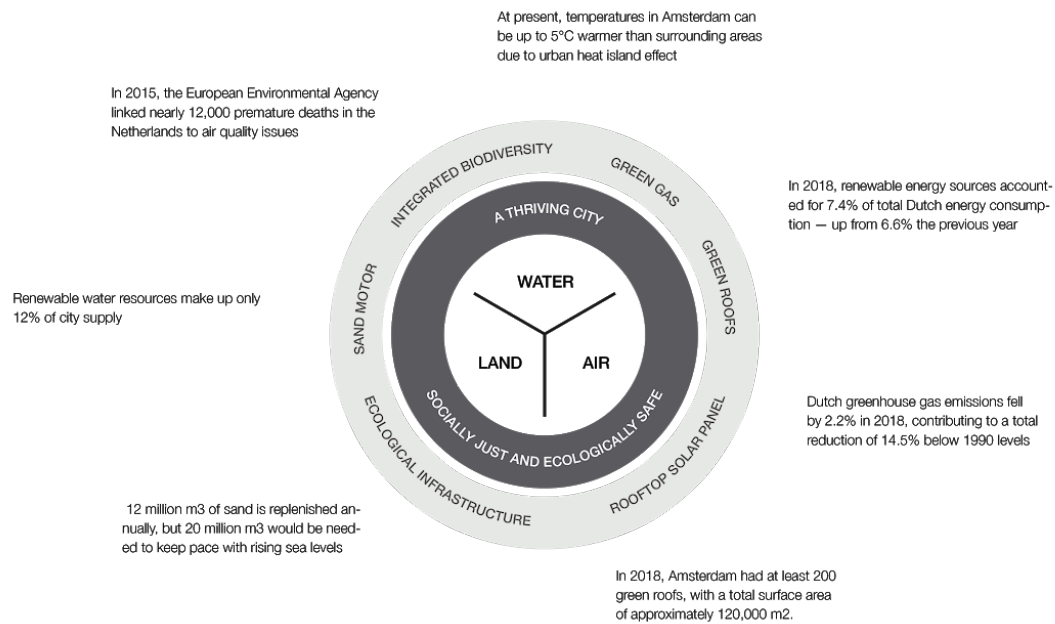 At present, temperatures in Amsterdam can
be up to 5°C warmer than surrounding areas
due to urban heat island effect
In 2015, the European Environmental Agency
linked nearly 12,000 premature deaths in the
Netherlands to air quality issues
In 2018, renewable energy sources account-
ed for 7.4% of total Dutch energy consump-
tion — up from 6.6% the previous year
Renewable water resources make up only
12% of city supply
INTEGRATED BIODIVERSITY
GREEN GAS
GREEN ROOFS
ROOFTOP SOLAR PANEL
ECOLOGICAL INFRASTRUCTURE
SAND MOTOR
A THRIVING CITY
SOCIALLY JUST AND ECOLOGICALLY SAFE
WATER
LAND
AIR
Dutch greenhouse gas emissions fell
by 2.2% in 2018, contributing to a total
reduction of 14.5% below 1990 levels
12 million m3 of sand is replenished an-
nually, but 20 million m3 would be need-
ed to keep pace with rising sea levels
In 2018, Amsterdam had at least 200
green roofs, with a total surface area
of approximately 120,000 m2.